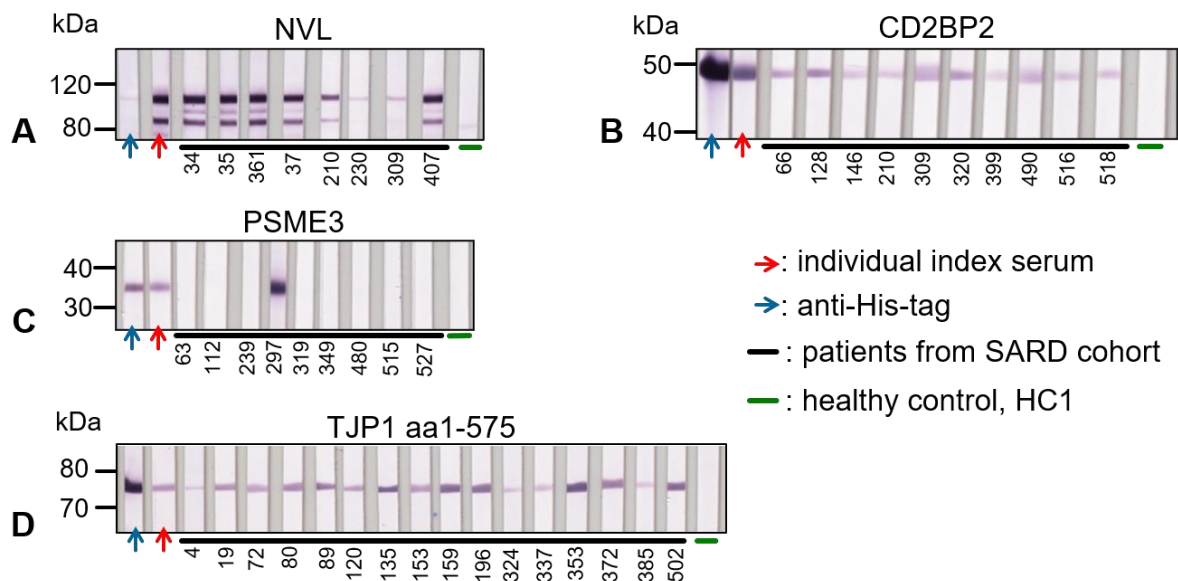 kDa
NVL
120
80
A
34 35 361 37 210 230 309 407
kDa
CD2BP2
50
40
B
66 128 146 210 309 320 399 490 516 518
PSME3
40
30
C
63 112 239 297 319 349 480 515 527
: individual index serum
: anti-His-tag
: patients from SARD cohort
: healthy control, HC1
kDa
TJP1 aa1-575
80
70
D
4 19 72 80 89 120 135 153 159 196 324 337 353 372 385 502